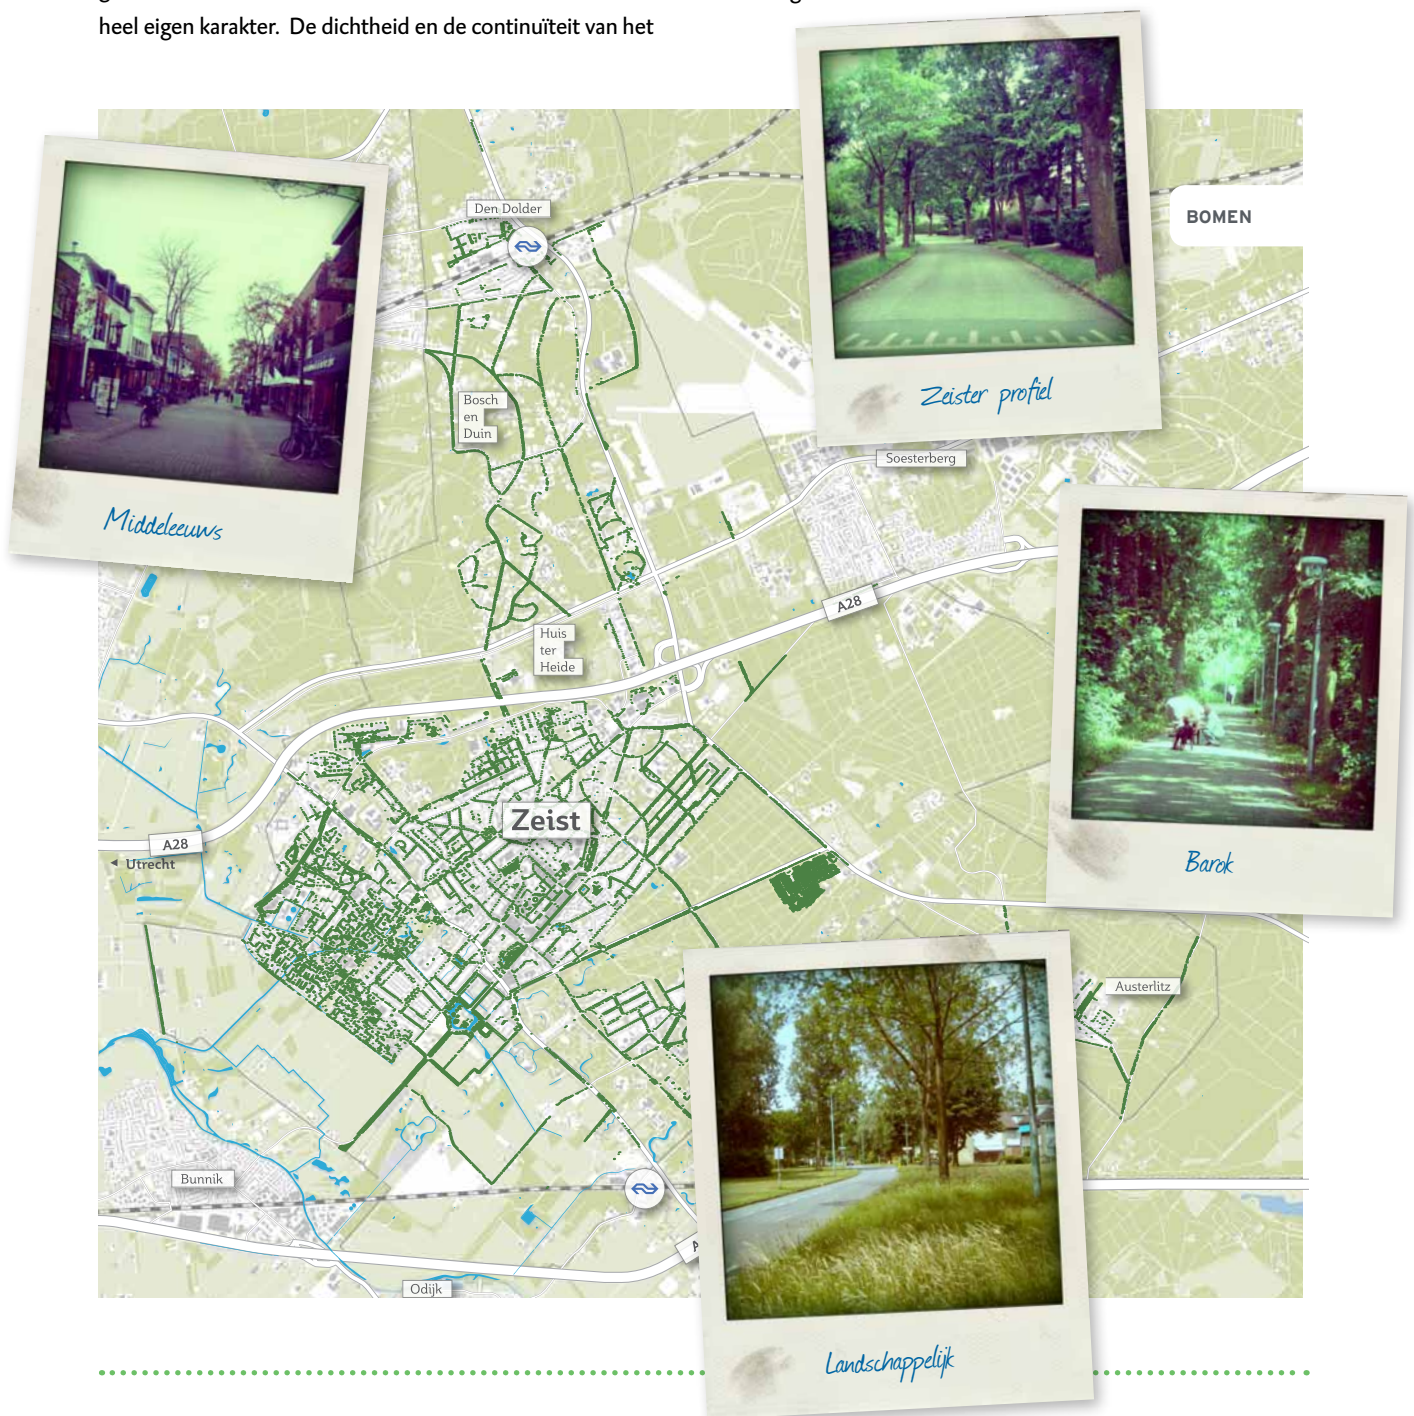 heel eigen karakter. De dichtheid en de continuïteit van het
BOMEN
Den Dolder
Bosch
en
Duin
Zeister profiel
Soesterberg
Middeleeuws
A28
Huis
ter
Heide
Zeist
A28
Utrecht
Barok
Austerlitz
Bunnik
Odijk
Landschappelijk